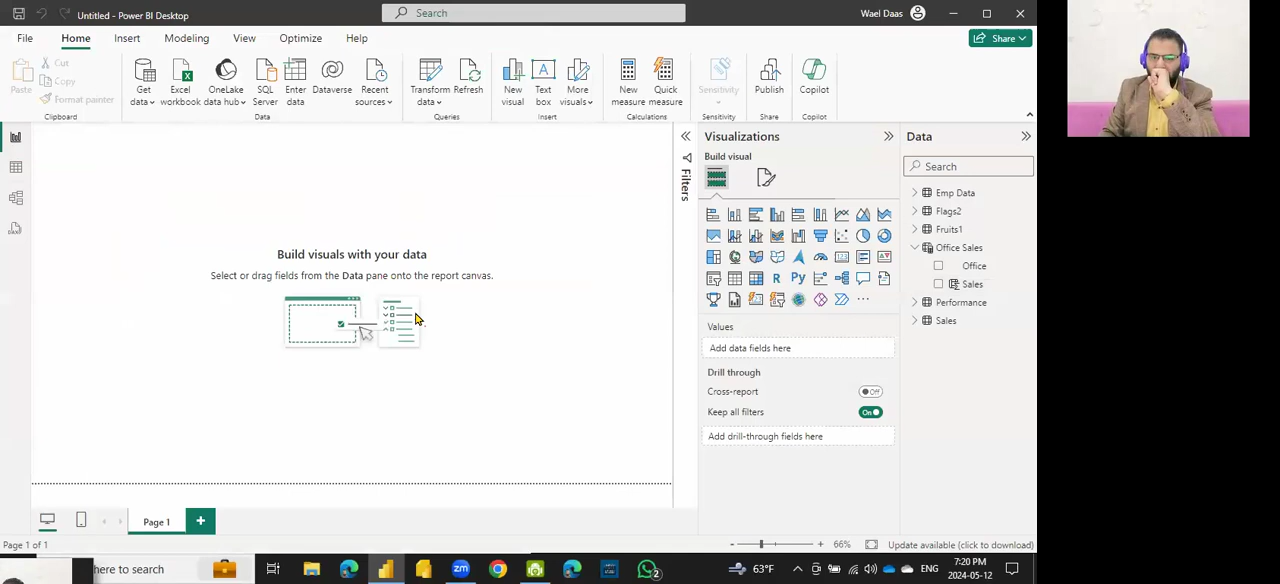 Untitled - Power BI Desktop
Search
Wael Daas
File
Home
Insert
Modeling
View
Optimize
Help
Share
Paste
Cut
Copy
Format painter
Get data
Excel workbook
OneLake data hub
SQL Server
Enter data
Dataverse
Recent sources
Transform data
Refresh
New visual
Text box
More visuals
New measure
Quick measure
Sensitivity
Publish
Copilot
Clipboard
Data
Queries
Insert
Calculations
Sensitivity
Share
Copilot
Build visuals with your data
Select or drag fields from the Data pane onto the report canvas.
Filters
Visualizations
Build visual
R
Py
Values
Add data fields here
Drill through
Cross-report
Off
Keep all filters
On
Add drill-through fields here
Data
Search
Emp Data
Flags2
Fruits1
Office Sales
Office
Sales
Performance
Sales
Page 1
Page 1 of 1
66%
Update available (click to download)
here to search
2
63°F
ENG
7:20 PM
2024-05-12